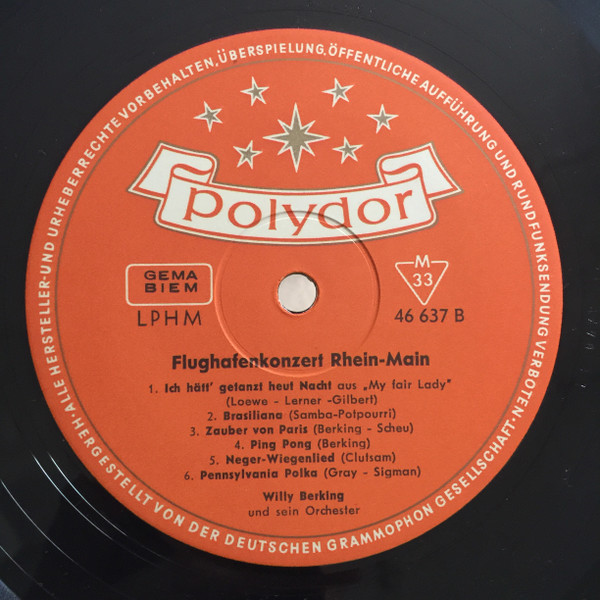 ALLE HERSTELLER- UND URHEBERRECHTE VORBEHALTEN, ÜBERSPIELUNG, ÖFFENTLICHE AUFFÜHRUNG UND RUNDFUNKSENDUNG VERBOTEN ·
polydor
GEMA
BIEM
LPHM
M
33
46 637 B
Flughafenkonzert Rhein-Main
1. Ich hätt' getanzt heut Nacht aus „My fair Lady"
(Loewe - Lerner -Gilbert)
2. Brasiliana (Samba-Potpourri)
3. Zauber von Paris (Berking - Scheu)
4. Ping Pong (Berking)
5. Neger-Wiegenlied (Clutsam)
6. Pennsylvania Polka (Gray - Sigman)
Willy Berking
und sein Orchester
HERGESTELLT VON DER DEUTSCHEN GRAMMOPHON GESELLSCHAFT ·